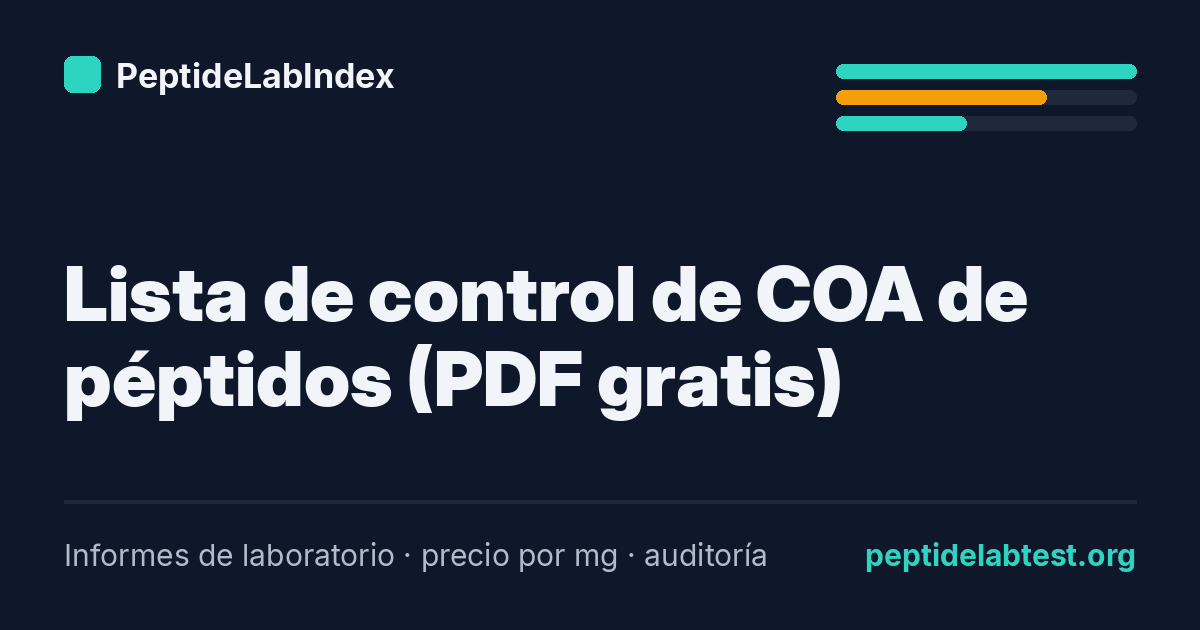 PeptideLabIndex
Lista de control de COA de
péptidos (PDF gratis)
Informes de laboratorio · precio por mg · auditoría
peptidelabtest.org